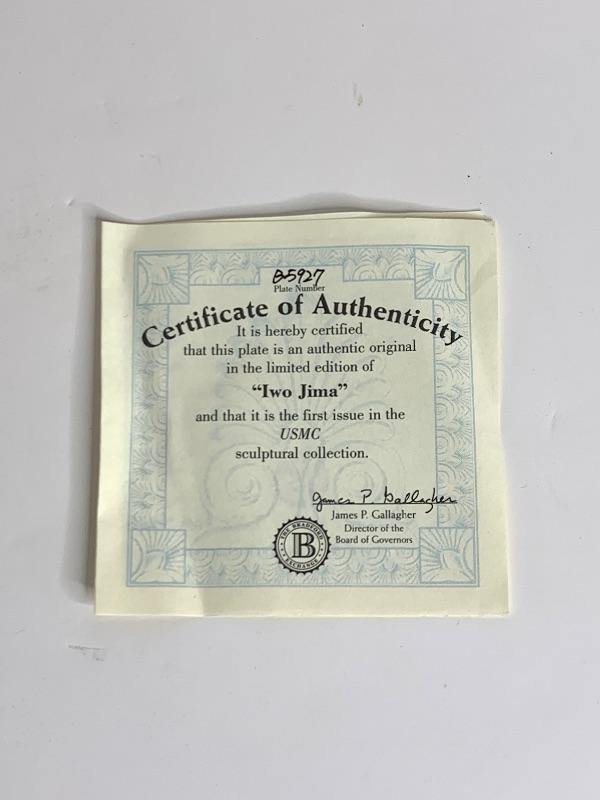 B5927
Plate Number
Certificate of Authenticity
It is hereby certified
that this plate is an authentic original
in the limited edition of
“Iwo Jima”
and that it is the first issue in the
USMC
sculptural collection.
James P. Gallagher
James P. Gallagher
Director of the
Board of Governors
THE BRADFORD
B
EXCHANGE